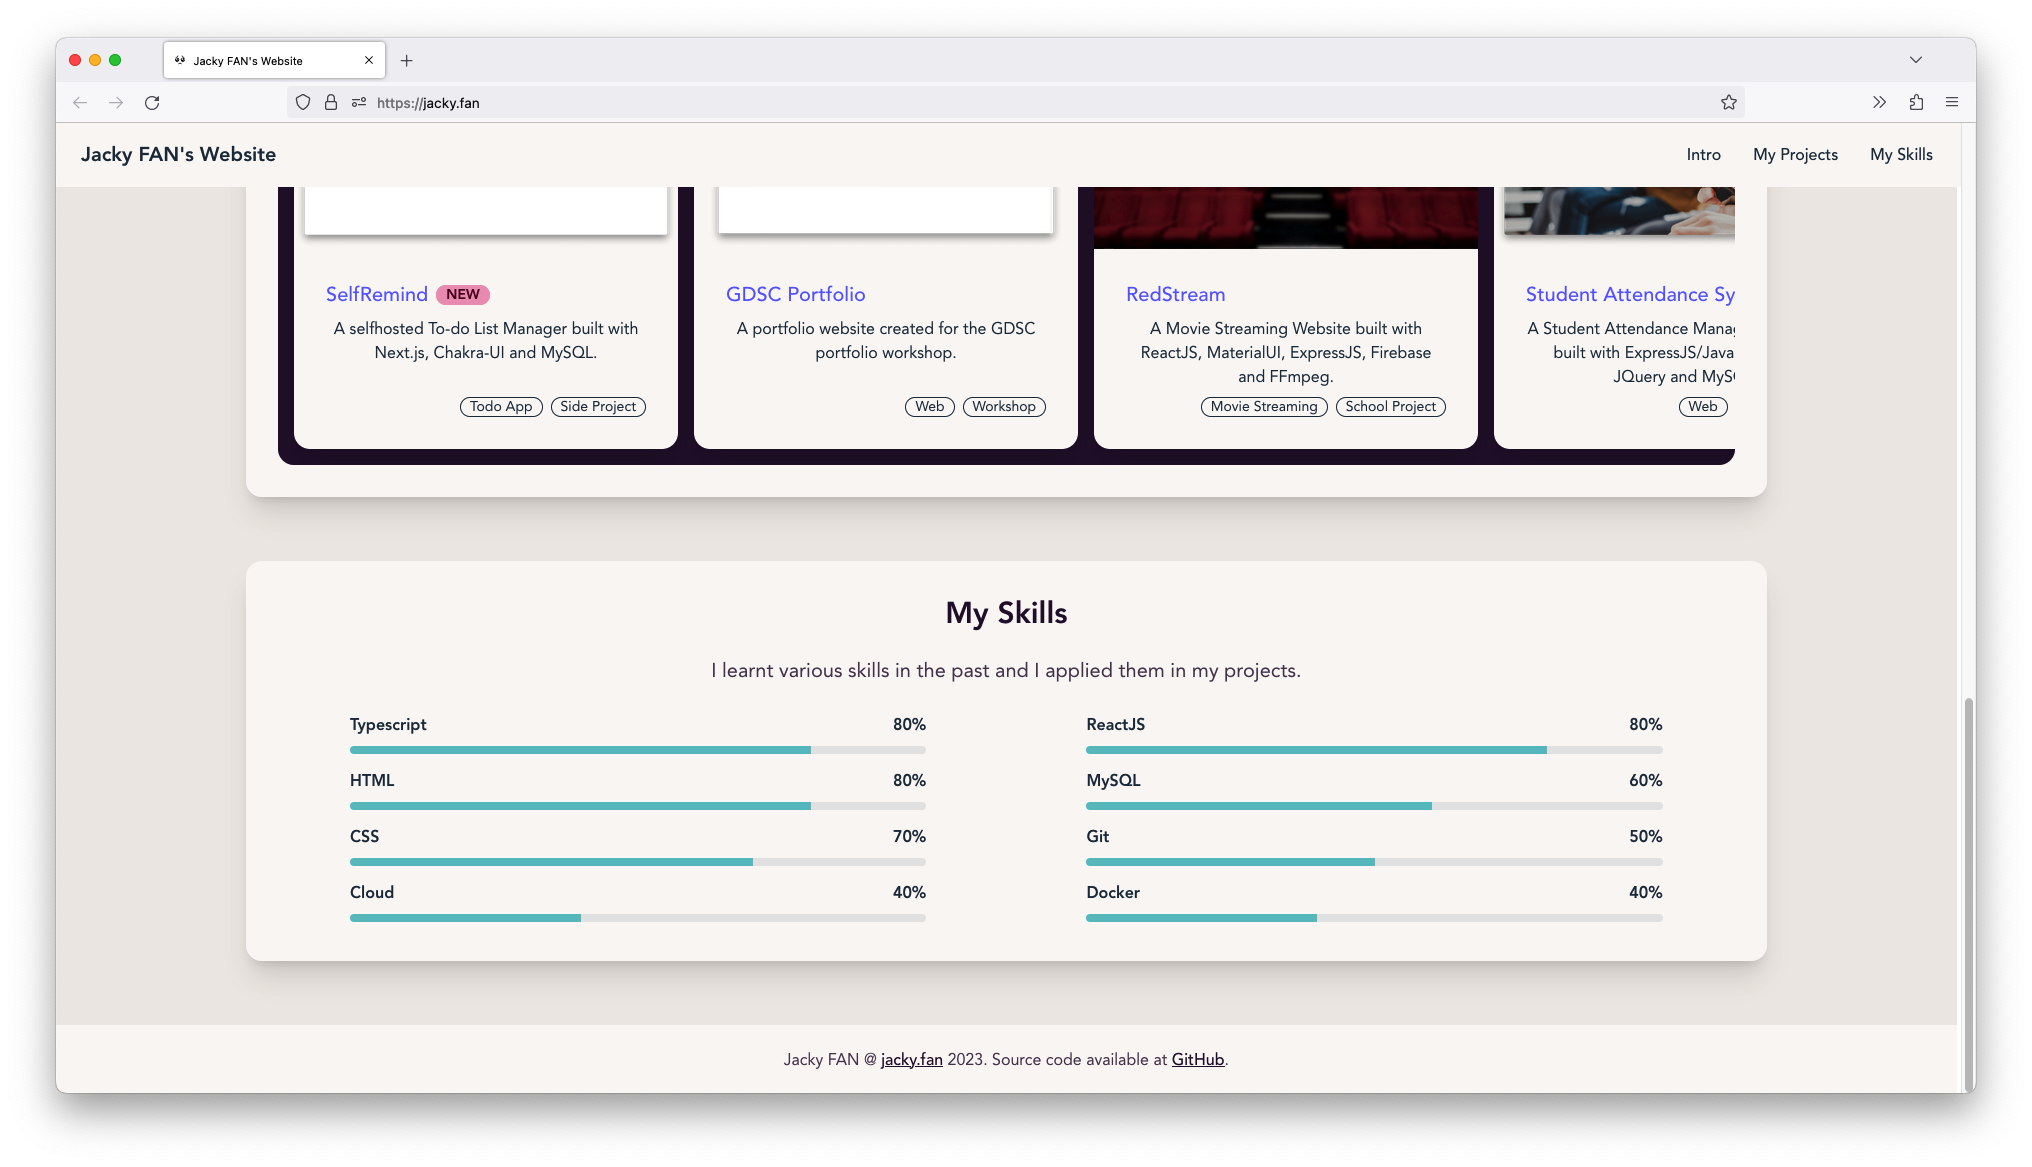 Jacky FAN's Website
https://jacky.fan
Jacky FAN's Website
Intro
My Projects
My Skills
SelfRemind NEW
A selfhosted To-do List Manager built with
Next.js, Chakra-UI and MySQL.
Todo App
Side Project
GDSC Portfolio
A portfolio website created for the GDSC
portfolio workshop.
Web
Workshop
RedStream
A Movie Streaming Website built with
ReactJS, MaterialUI, ExpressJS, Firebase
and FFmpeg.
Movie Streaming
School Project
Student Attendance Sy
A Student Attendance Mana
built with ExpressJS/Java
JQuery and MyS
Web
My Skills
I learnt various skills in the past and I applied them in my projects.
Typescript 80%
HTML 80%
CSS 70%
Cloud 40%
ReactJS 80%
MySQL 60%
Git 50%
Docker 40%
Jacky FAN @ jacky.fan 2023. Source code available at GitHub.